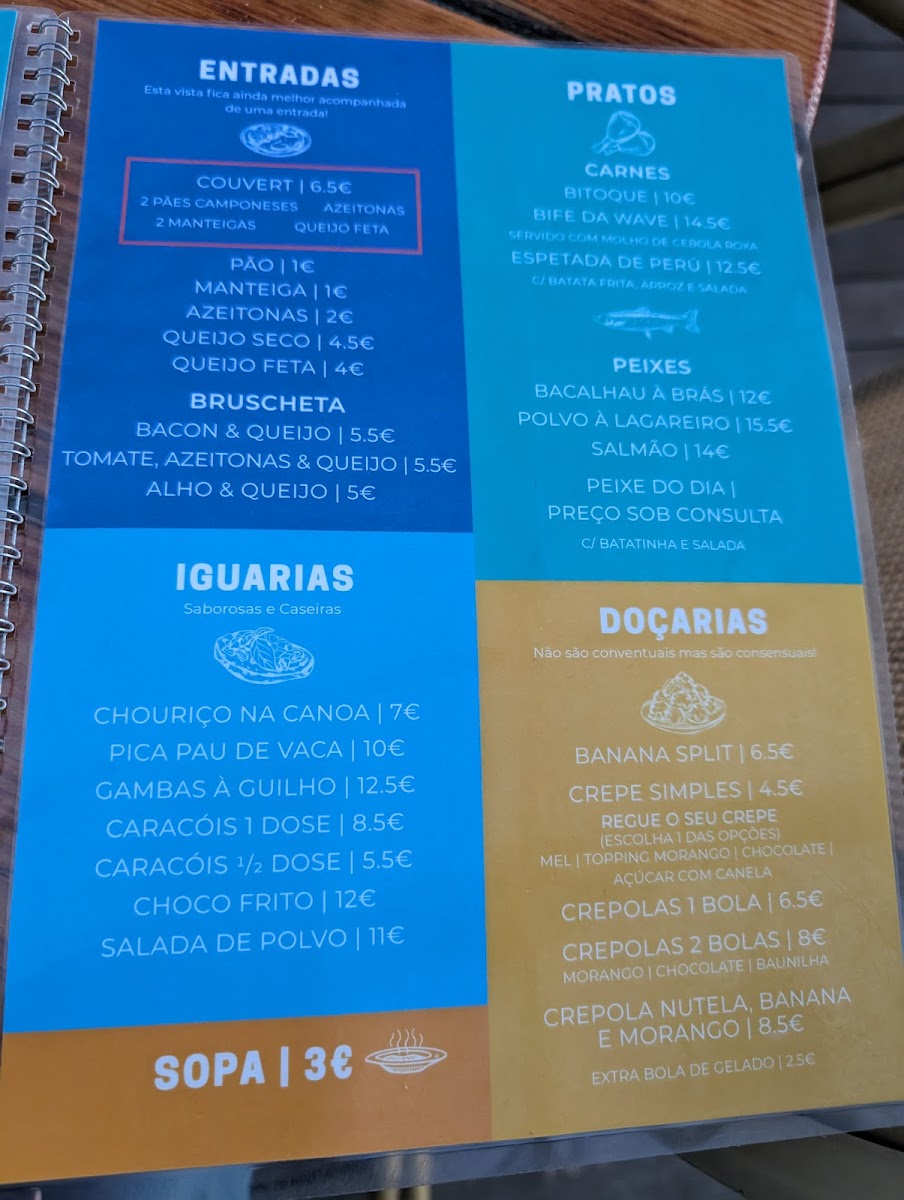 ENTRADAS
Esta vista fica ainda melhor acompanhada
de uma entrada!
COUVERT | 6.5€
2 PÃES CAMPONESES AZEITONAS
2 MANTEIGAS QUEIJO FETA
PÃO | 1€
MANTEIGA | 1€
AZEITONAS | 2€
QUEIJO SECO | 4.5€
QUEIJO FETA | 4€
BRUSCHETA
BACON & QUEIJO | 5.5€
TOMATE, AZEITONAS & QUEIJO | 5.5€
ALHO & QUEIJO | 5€
IGUARIAS
Saborosas e Caseiras
CHOURIÇO NA CANOA | 7€
PICA PAU DE VACA | 10€
GAMBAS À GUILHO | 12.5€
CARACÓIS 1 DOSE | 8.5€
CARACÓIS 1/2 DOSE | 5.5€
CHOCO FRITO | 12€
SALADA DE POLVO | 11€
SOPA | 3€
PRATOS
CARNES
BITOQUE | 10€
BIFE DA WAVE | 14.5€
SERVIDO COM MOLHO DE CEBOLA ROXA
ESPETADA DE PERÚ | 12.5€
C/ BATATA FRITA, ARROZ E SALADA
PEIXES
BACALHAU À BRÁS | 12€
POLVO À LAGAREIRO | 15.5€
SALMÃO | 14€
PEIXE DO DIA |
PREÇO SOB CONSULTA
C/ BATATINHA E SALADA
DOÇARIAS
Não são conventuais mas são consensuais!
BANANA SPLIT | 6.5€
CREPE SIMPLES | 4.5€
REGUE O SEU CREPE
(ESCOLHA 1 DAS OPÇÕES)
MEL | TOPPING MORANGO | CHOCOLATE |
AÇÚCAR COM CANELA
CREPOLAS 1 BOLA | 6.5€
CREPOLAS 2 BOLAS | 8€
MORANGO | CHOCOLATE | BAUNILHA
CREPOLA NUTELA, BANANA
E MORANGO | 8.5€
EXTRA BOLA DE GELADO | 2.5€